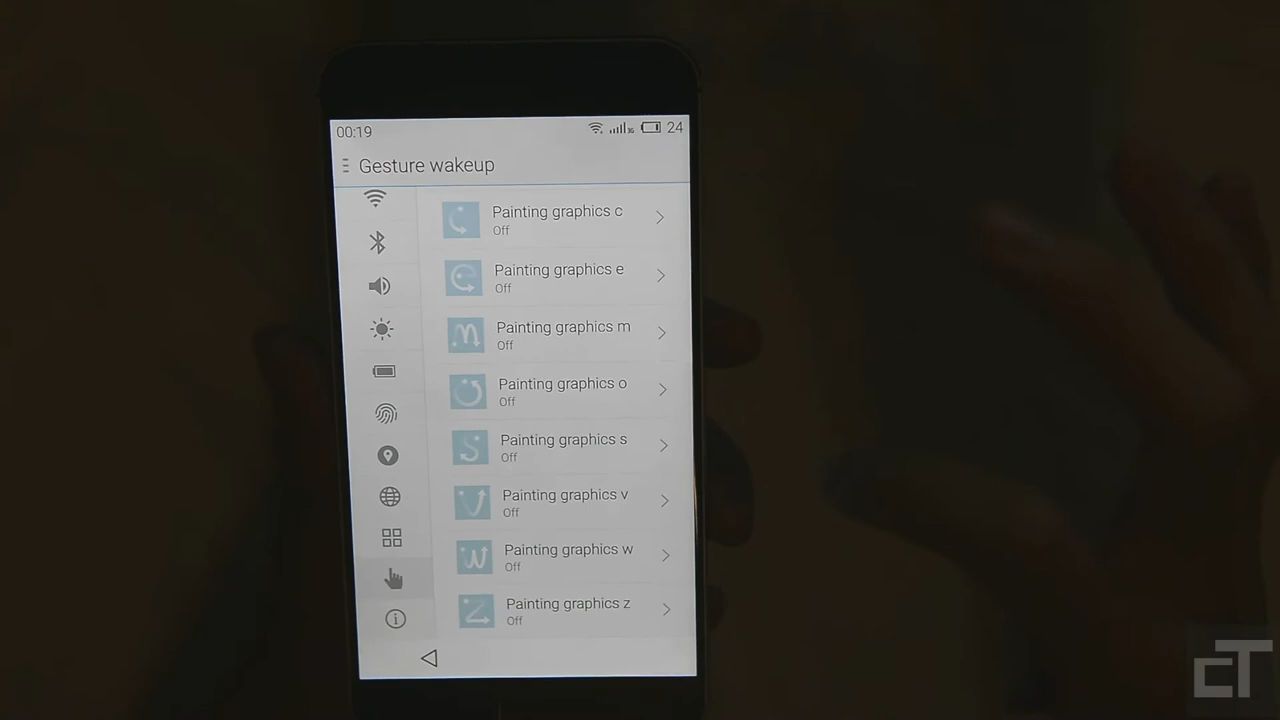 00:19 24
Gesture wakeup
Painting graphics c
Off
Painting graphics e
Off
Painting graphics m
Off
Painting graphics o
Off
Painting graphics s
Off
Painting graphics v
Off
Painting graphics w
Off
Painting graphics z
Off
cT